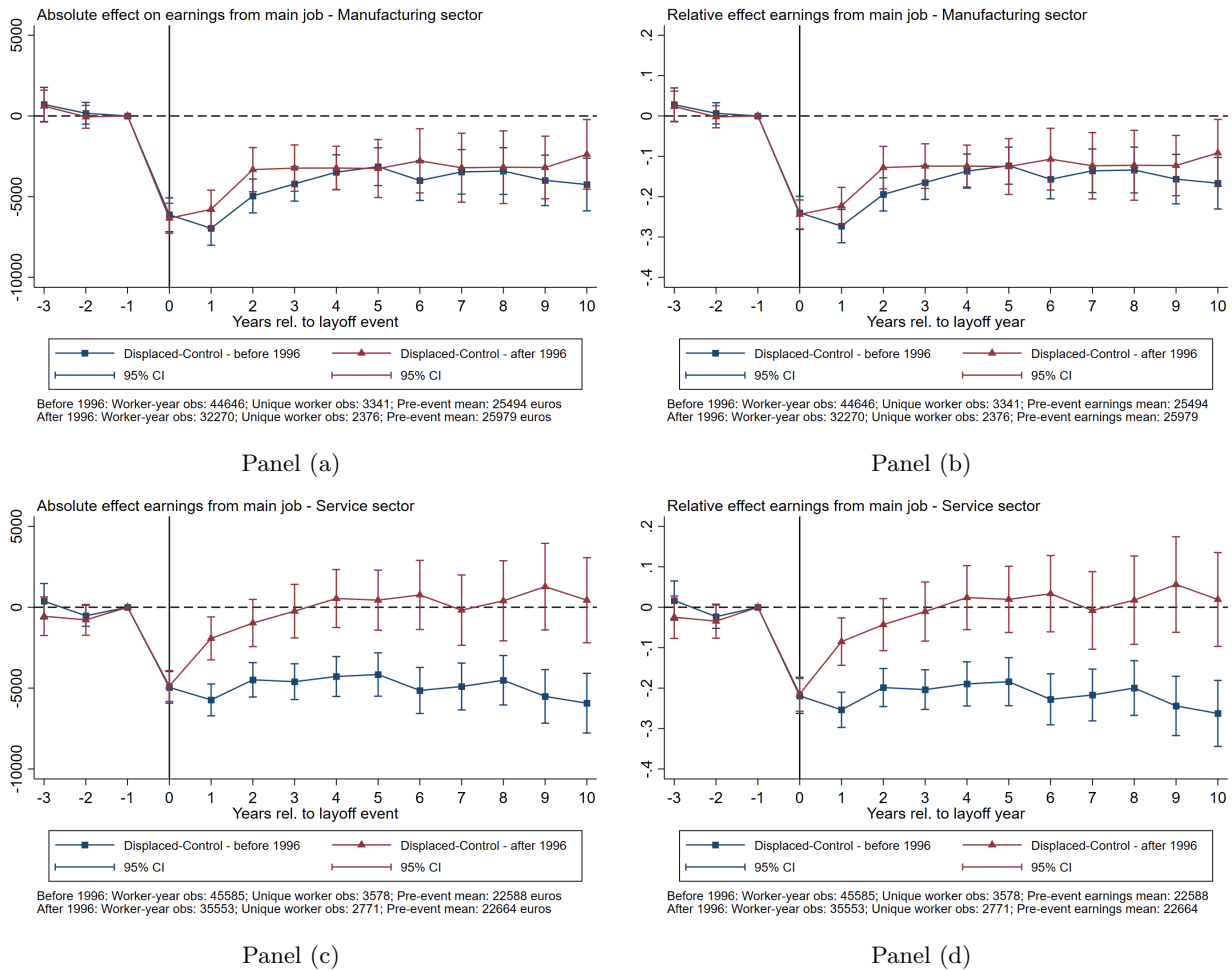 Absolute effect on earnings from main job - Manufacturing sector
5000
0
-5000
-10000
-3 -2 -1 0 1 2 3 4 5 6 7 8 9 10
Years rel. to layoff event
Displaced-Control - before 1996 Displaced-Control - after 1996
95% CI 95% CI
Before 1996: Worker-year obs: 44646; Unique worker obs: 3341; Pre-event mean: 25494 euros
After 1996: Worker-year obs: 32270; Unique worker obs: 2376; Pre-event mean: 25979 euros
Panel (a)
Relative effect earnings from main job - Manufacturing sector
.2
.1
0
-.1
-.2
-.3
-.4
-3 -2 -1 0 1 2 3 4 5 6 7 8 9 10
Years rel. to layoff year
Displaced-Control - before 1996 Displaced-Control - after 1996
95% CI 95% CI
Before 1996: Worker-year obs: 44646; Unique worker obs: 3341; Pre-event earnings mean: 25494
After 1996: Worker-year obs: 32270; Unique worker obs: 2376; Pre-event earnings mean: 25979
Panel (b)
Absolute effect earnings from main job - Service sector
5000
0
-5000
-10000
-3 -2 -1 0 1 2 3 4 5 6 7 8 9 10
Years rel. to layoff event
Displaced-Control - before 1996 Displaced-Control - after 1996
95% CI 95% CI
Before 1996: Worker-year obs: 45585; Unique worker obs: 3578; Pre-event mean: 22588 euros
After 1996: Worker-year obs: 35553; Unique worker obs: 2771; Pre-event mean: 22664 euros
Panel (c)
Relative effect earnings from main job - Service sector
.2
.1
0
-.1
-.2
-.3
-.4
-3 -2 -1 0 1 2 3 4 5 6 7 8 9 10
Years rel. to layoff year
Displaced-Control - before 1996 Displaced-Control - after 1996
95% CI 95% CI
Before 1996: Worker-year obs: 45585; Unique worker obs: 3578; Pre-event earnings mean: 22588
After 1996: Worker-year obs: 35553; Unique worker obs: 2771; Pre-event earnings mean: 22664
Panel (d)